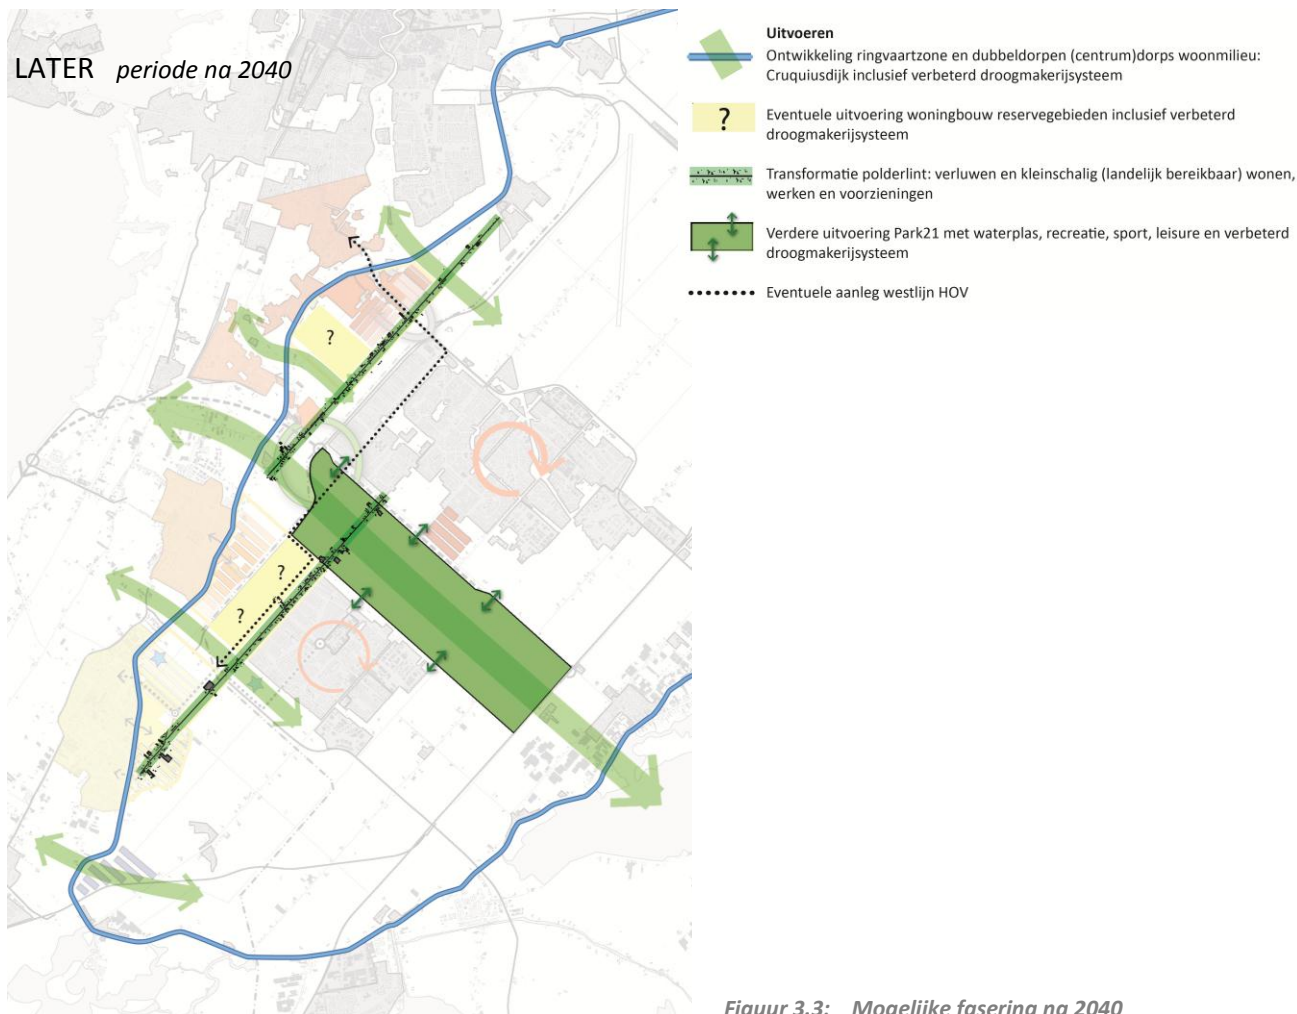 LATER periode na 2040
Uitvoeren
Ontwikkeling ringvaartzone en dubbeldorpen (centrum)dorps woonmilieu:
Cruquiusdijk inclusief verbeterd droogmakerijsysteem
?
Eventuele uitvoering woningbouw reservegebieden inclusief verbeterd
droogmakerijsysteem
Transformatie polderlint: verluwen en kleinschalig (landelijk bereikbaar) wonen,
werken en voorzieningen
Verdere uitvoering Park21 met waterplas, recreatie, sport, leisure en verbeterd
droogmakerijsysteem
Eventuele aanleg westlijn HOV
?
?
?
Figuur 3.3: Mogelijke fasering na 2040